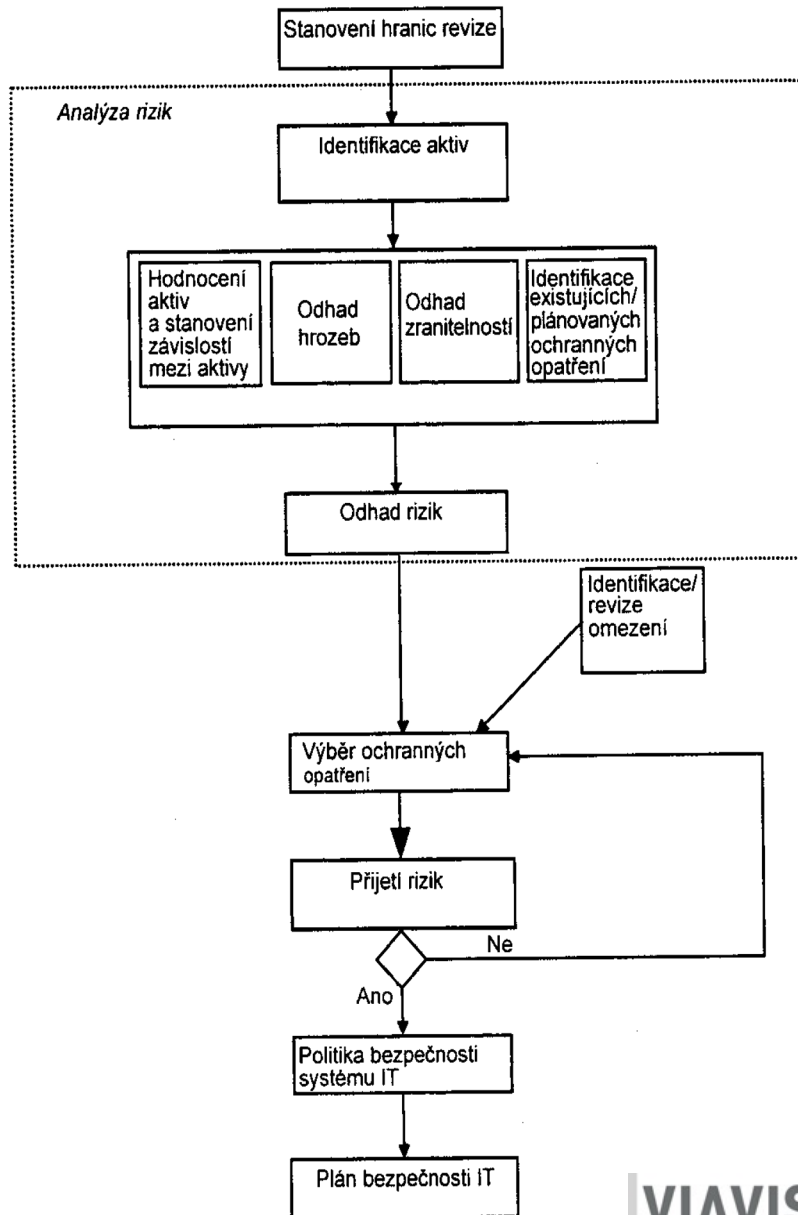 Stanovení hranic revize
Analýza rizik
Identifikace aktiv
Hodnocení
aktiv
a stanovení
závislostí
mezi aktivy
Odhad
hrozeb
Odhad
zranitelností
Identifikace
existujících/
plánovaných
ochranných
opatření
Odhad rizik
Identifikace/
revize
omezení
Výběr ochranných
opatření
Přijetí rizik
Ne
Ano
Politika bezpečnosti
systému IT
Plán bezpečnosti IT
VIAVIS